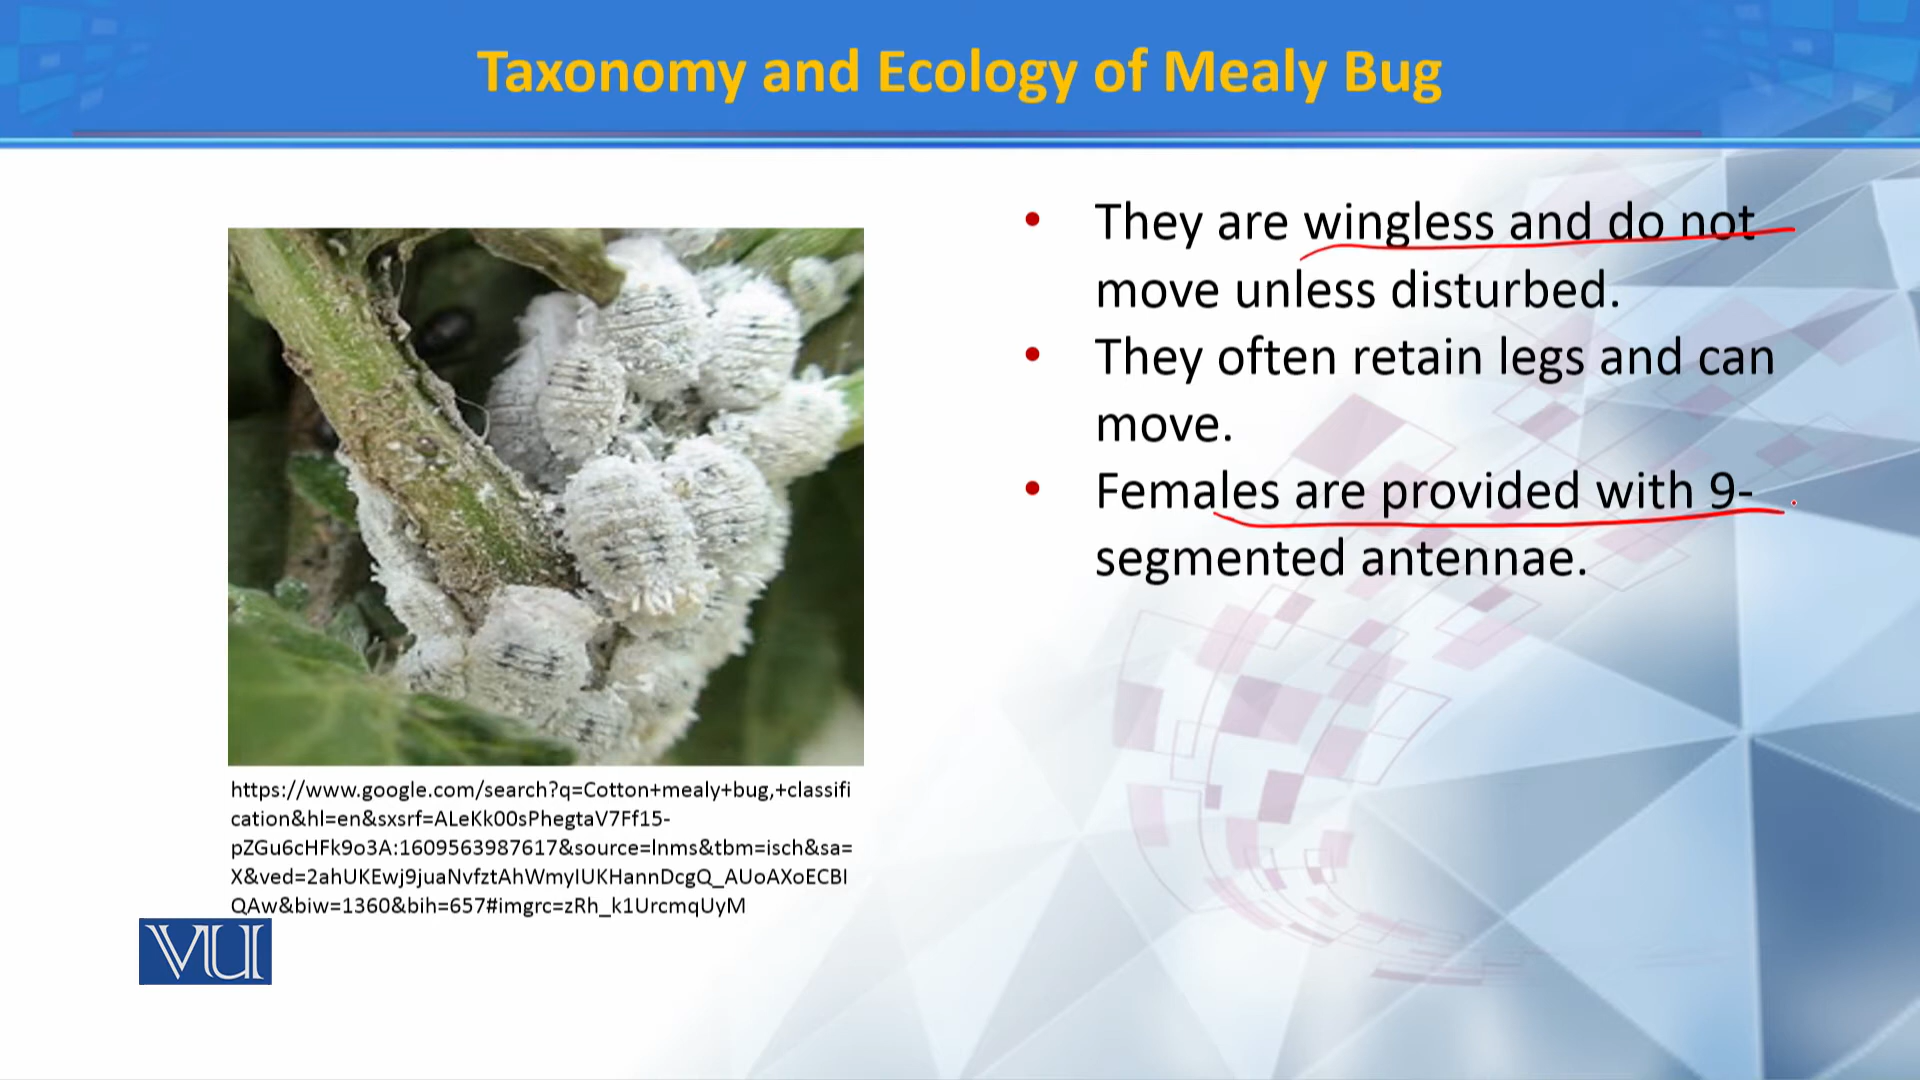 Taxonomy and Ecology of Mealy Bug
• They are wingless and do not
move unless disturbed.
• They often retain legs and can
move.
• Females are provided with 9-
segmented antennae.
https://www.google.com/search?q=Cotton+mealy+bug,+classifi
cation&hl=en&sxsrf=ALeKk00sPhegtaV7Ff15-
pZGu6cHFk9o3A:1609563987617&source=lnms&tbm=isch&sa=
X&ved=2ahUKEwj9juaNvfztAhWmyIUKHannDcgQ_AUoAXoECBI
QAw&biw=1360&bih=657#imgrc=zRh_k1UrcmqUyM
VU